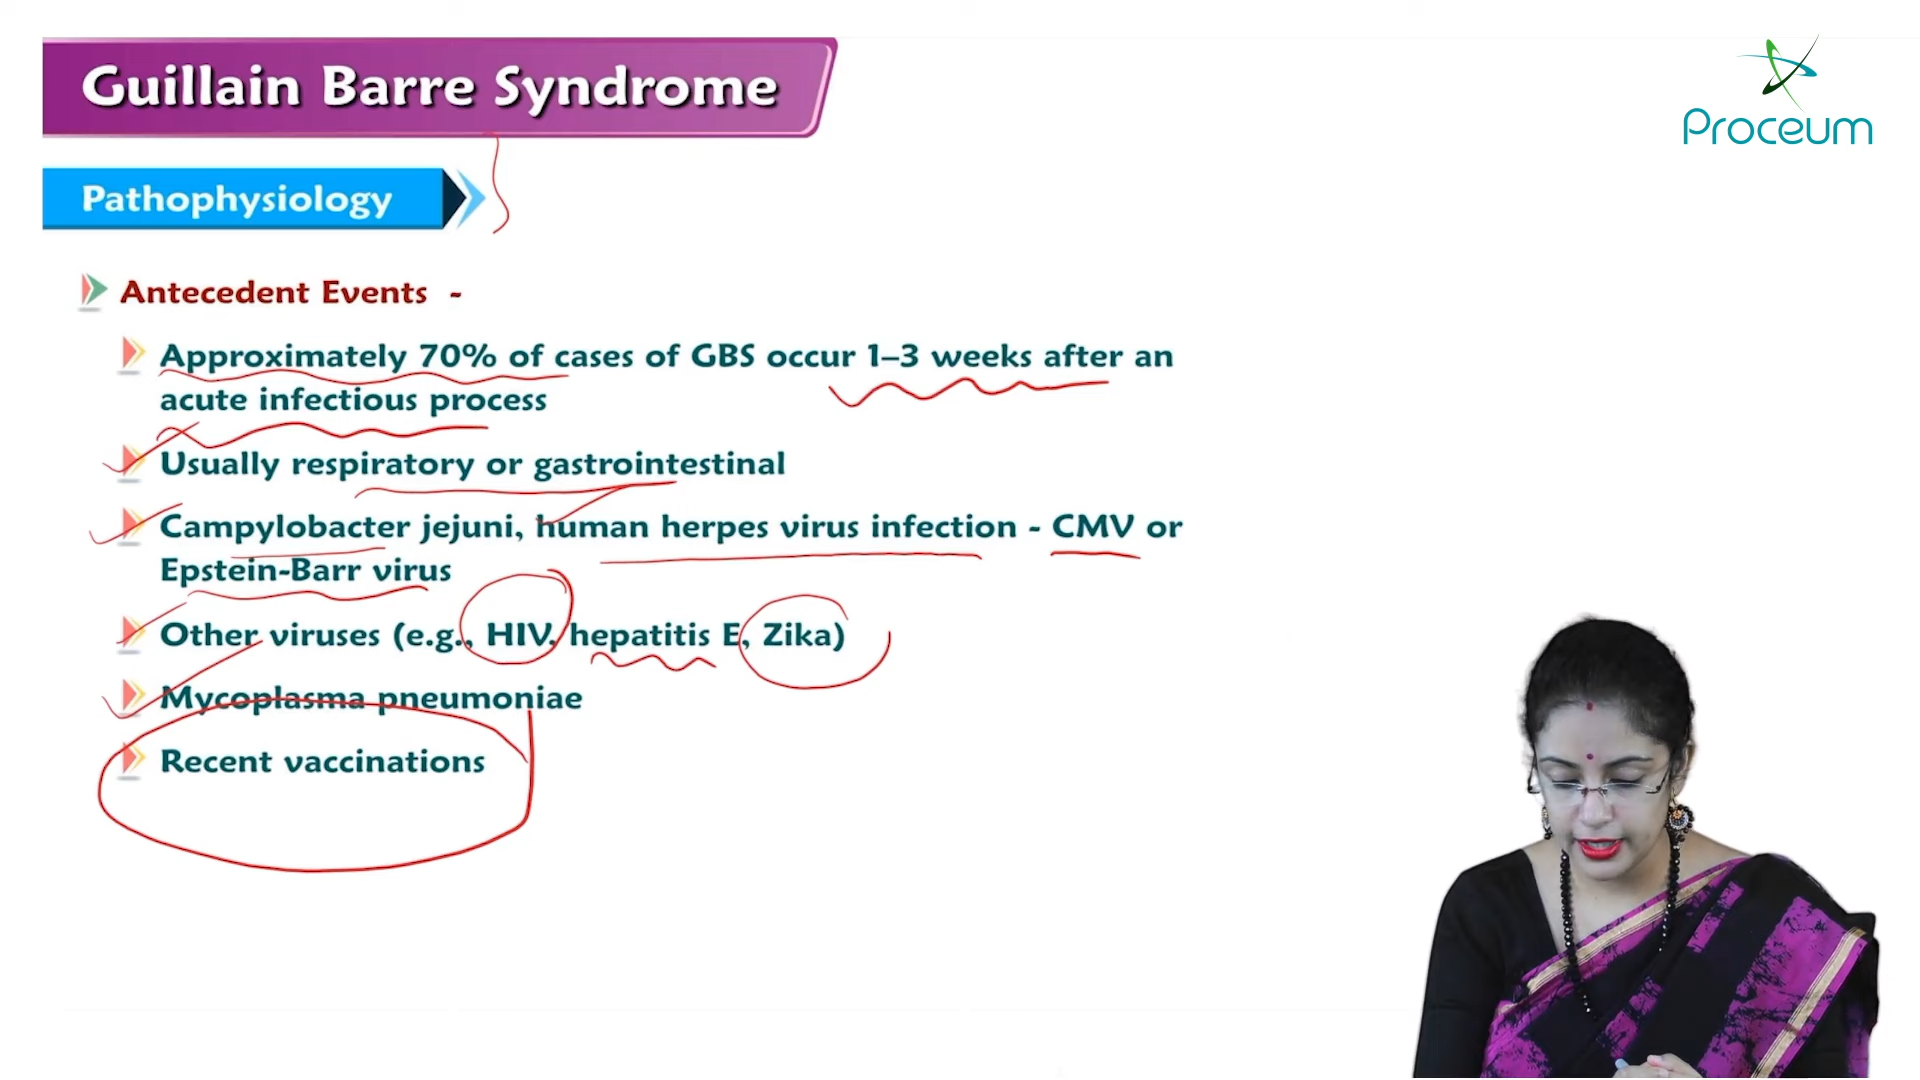 Guillain Barre Syndrome
Proceum
Pathophysiology
Antecedent Events -
Approximately 70% of cases of GBS occur 1–3 weeks after an
acute infectious process
Usually respiratory or gastrointestinal
Campylobacter jejuni, human herpes virus infection - CMV or
Epstein-Barr virus
Other viruses (e.g., HIV, hepatitis E, Zika)
Mycoplasma pneumoniae
Recent vaccinations